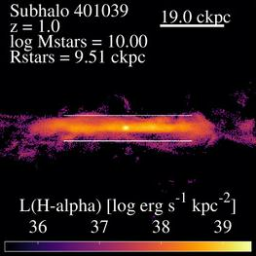 Subhalo 401039
z = 1.0
log Mstars = 10.00
Rstars = 9.51 ckpc
19.0 ckpc
L(H-alpha) [log erg s⁻¹ kpc⁻²]
36 37 38 39